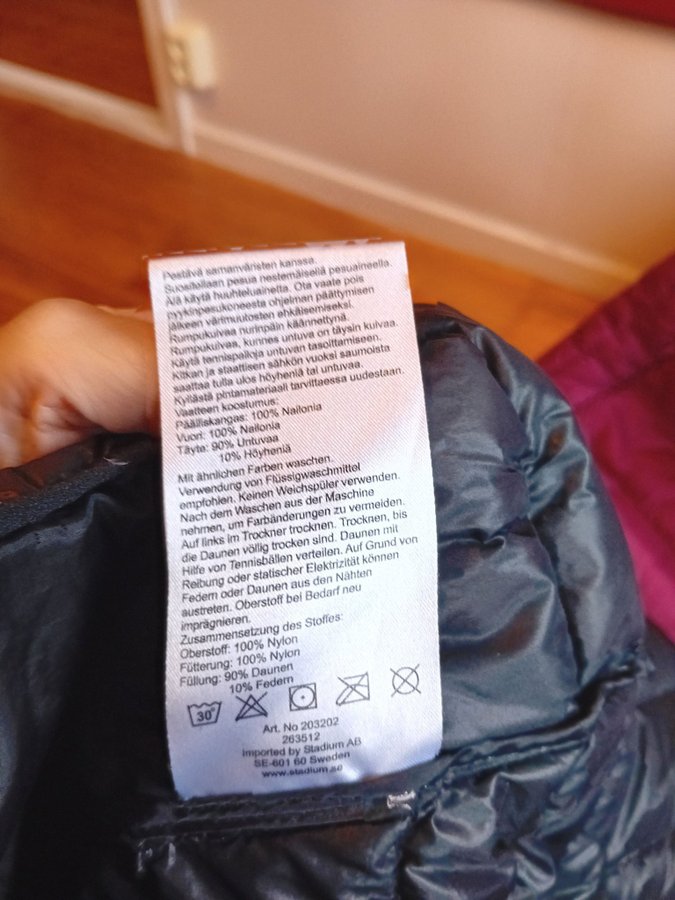 Pestävä samanväristen kanssa.
Suositellaan pesua nestemäisellä pesuaineella.
Älä käytä huuhteluainetta. Ota vaate pois
pyykinpesukoneesta ohjelman päättymisen
jälkeen värimuutosten ehkäisemiseksi.
Rumpukuivaa nurinpäin käännettynä.
Rumpukuivaa, kunnes untuva on täysin kuivaa.
Käytä tennispalloja untuvan tasoittamiseen.
Kitkan ja staattisen sähkön vuoksi saumoista
saattaa tulla ulos höyheniä tai untuvaa.
Kyllästä pintamateriaali tarvittaessa uudestaan.
Vaatteen koostumus:
Päälliskangas: 100% Nailonia
Vuori: 100% Nailonia
Täyte: 90% Untuvaa
10% Höyheniä
Mit ähnlichen Farben waschen.
Verwendung von Flüssigwaschmittel
empfohlen. Keinen Weichspüler verwenden.
Nach dem Waschen aus der Maschine
nehmen, um Farbänderungen zu vermeiden.
Auf links im Trockner trocknen. Trocknen, bis
die Daunen völlig trocken sind. Daunen mit
Hilfe von Tennisbällen verteilen. Auf Grund von
Reibung oder statischer Elektrizität können
Federn oder Daunen aus den Nähten
austreten. Oberstoff bei Bedarf neu
imprägnieren.
Zusammensetzung des Stoffes:
Oberstoff: 100% Nylon
Fütterung: 100% Nylon
Füllung: 90% Daunen
10% Federn
30°
Art. No 203202
263512
Imported by Stadium AB
SE-601 60 Sweden
www.stadium.se